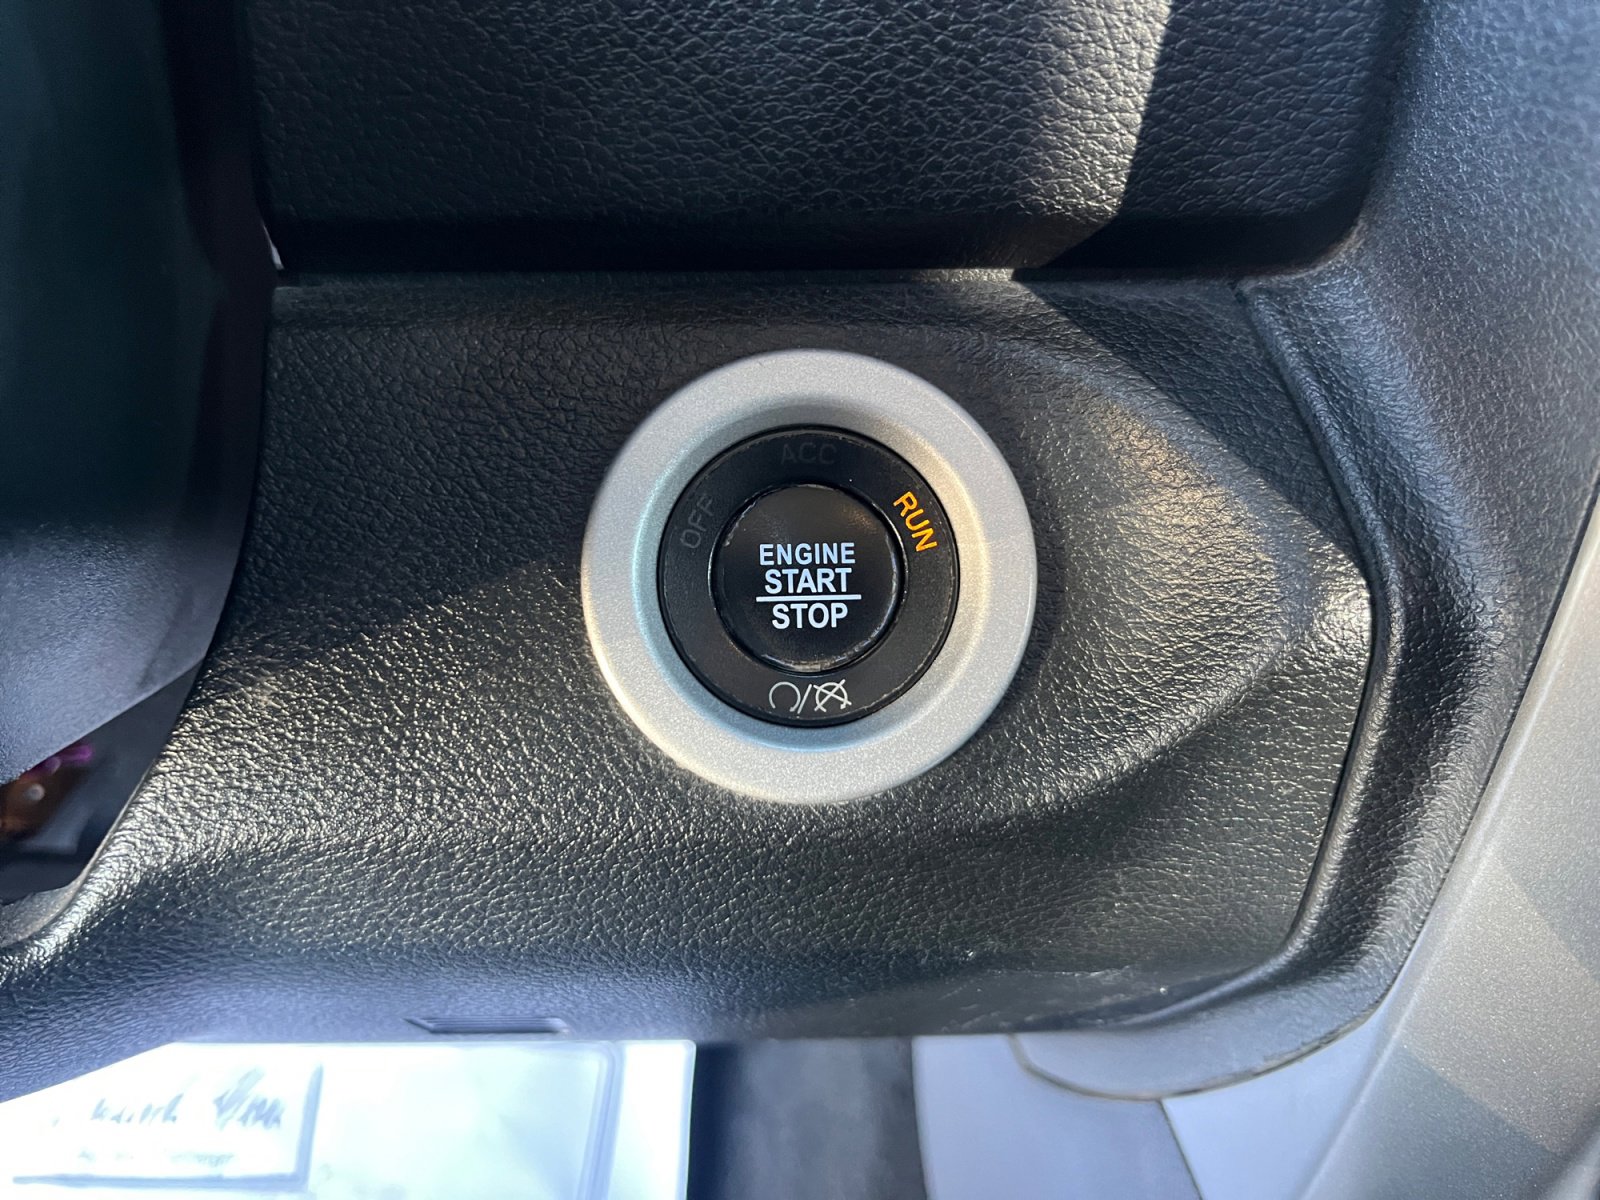 ACC
OFF
RUN
ENGINE
START
STOP